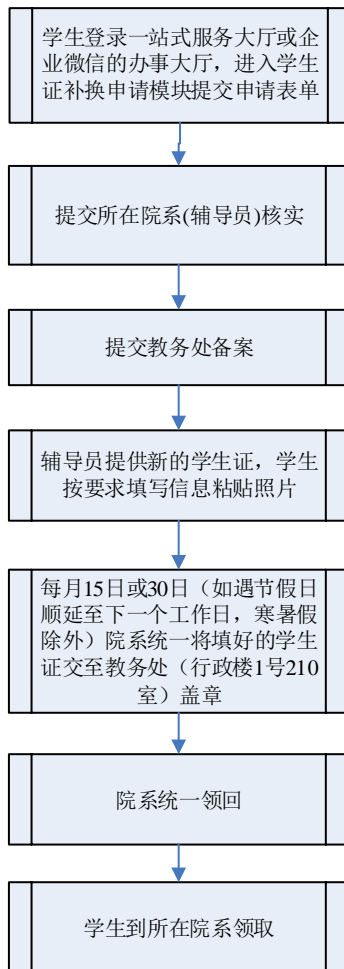 学生登录一站式服务大厅或企
业微信的办事大厅，进入学生
证补换申请模块提交申请表单
提交所在院系(辅导员)核实
提交教务处备案
辅导员提供新的学生证，学生
按要求填写信息粘贴照片
每月15日或30日（如遇节假日
顺延至下一个工作日，寒暑假
除外）院系统一将填好的学生
证交至教务处（行政楼1号210
室）盖章
院系统一领回
学生到所在院系领取